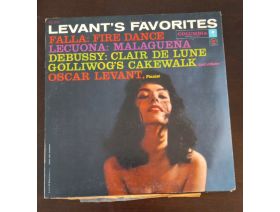 LEVANT'S FAVORITES
COLUMBIA
FALLA: FIRE DANCE
LECUONA: MALAGUENA
DEBUSSY: CLAIR DE LUNE
GOLLIWOG'S CAKEWALK
OSCAR LEVANT, Pianist